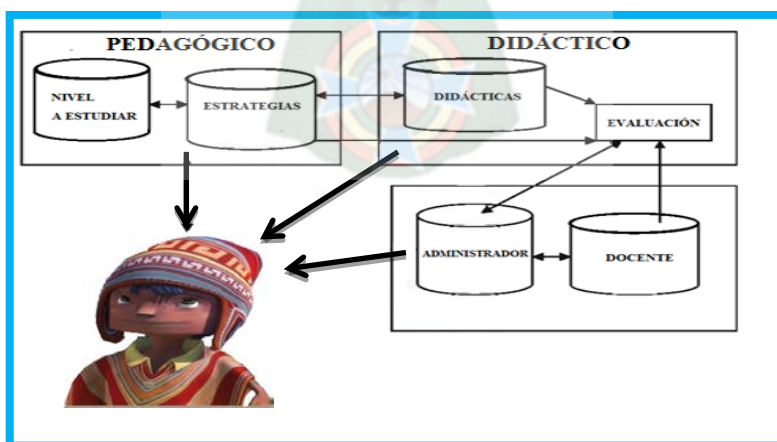 PEDAGÓGICO
DIDÁCTICO
NIVEL
A ESTUDIAR
ESTRATEGIAS
DIDÁCTICAS
EVALUACIÓN
ADMINISTRADOR
DOCENTE